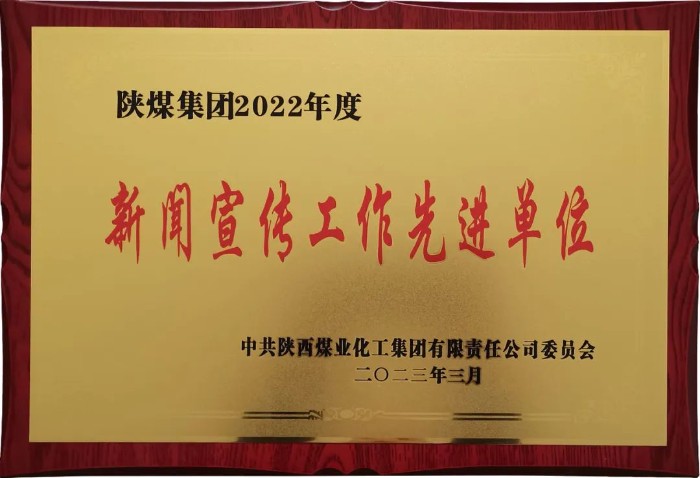 陕煤集团2022年度
新闻宣传工作先进单位
中共陕西煤业化工集团有限责任公司委员会
二〇二三年三月